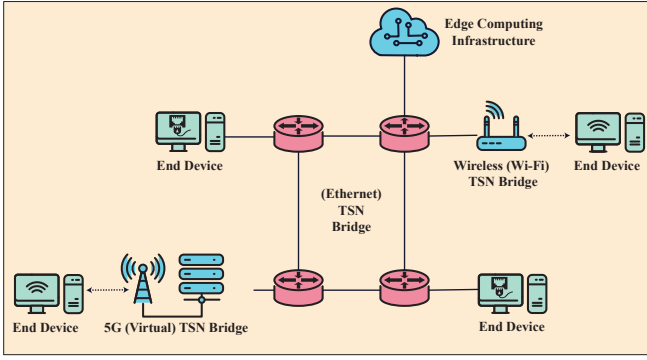 Edge Computing
Infrastructure
End Device
Wireless (Wi-Fi)
TSN Bridge
End Device
(Ethernet)
TSN
Bridge
End Device
5G (Virtual) TSN Bridge
End Device